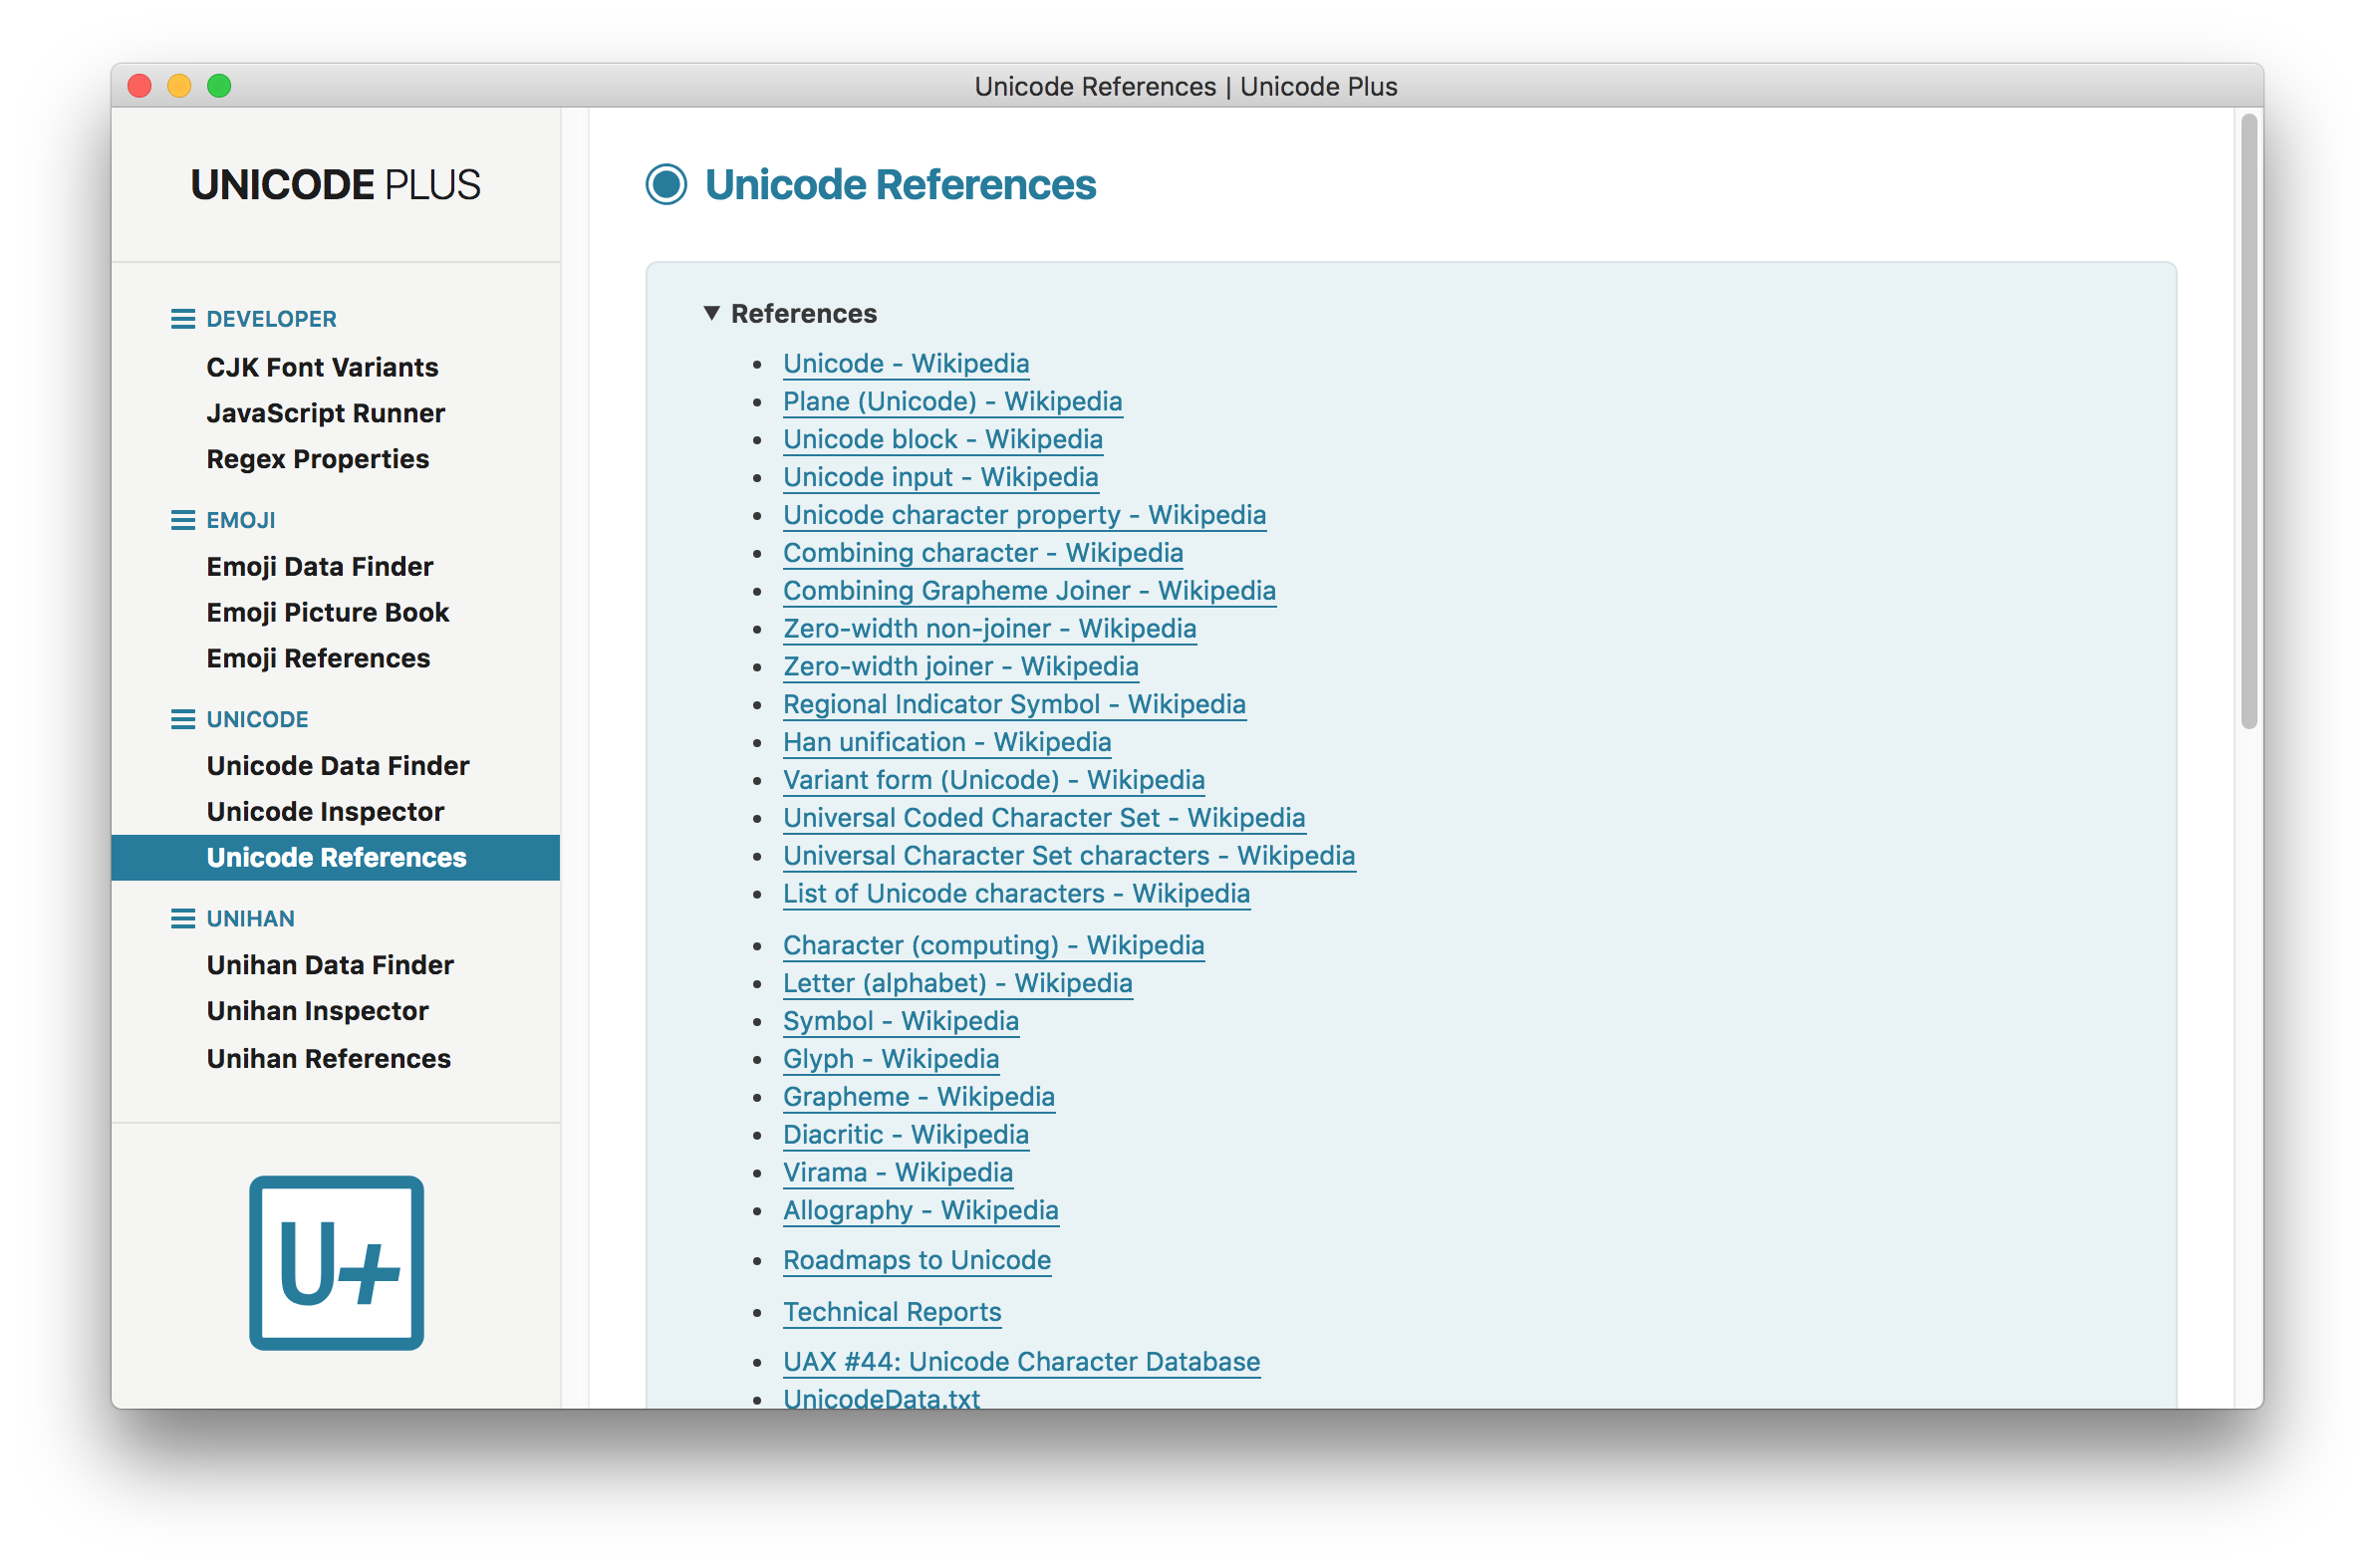 Unicode References | Unicode Plus
UNICODE PLUS
DEVELOPER
CJK Font Variants
JavaScript Runner
Regex Properties
EMOJI
Emoji Data Finder
Emoji Picture Book
Emoji References
UNICODE
Unicode Data Finder
Unicode Inspector
Unicode References
UNIHAN
Unihan Data Finder
Unihan Inspector
Unihan References
U+
Unicode References
References
Unicode - Wikipedia
Plane (Unicode) - Wikipedia
Unicode block - Wikipedia
Unicode input - Wikipedia
Unicode character property - Wikipedia
Combining character - Wikipedia
Combining Grapheme Joiner - Wikipedia
Zero-width non-joiner - Wikipedia
Zero-width joiner - Wikipedia
Regional Indicator Symbol - Wikipedia
Han unification - Wikipedia
Variant form (Unicode) - Wikipedia
Universal Coded Character Set - Wikipedia
Universal Character Set characters - Wikipedia
List of Unicode characters - Wikipedia
Character (computing) - Wikipedia
Letter (alphabet) - Wikipedia
Symbol - Wikipedia
Glyph - Wikipedia
Grapheme - Wikipedia
Diacritic - Wikipedia
Virama - Wikipedia
Allography - Wikipedia
Roadmaps to Unicode
Technical Reports
UAX #44: Unicode Character Database
UnicodeData.txt